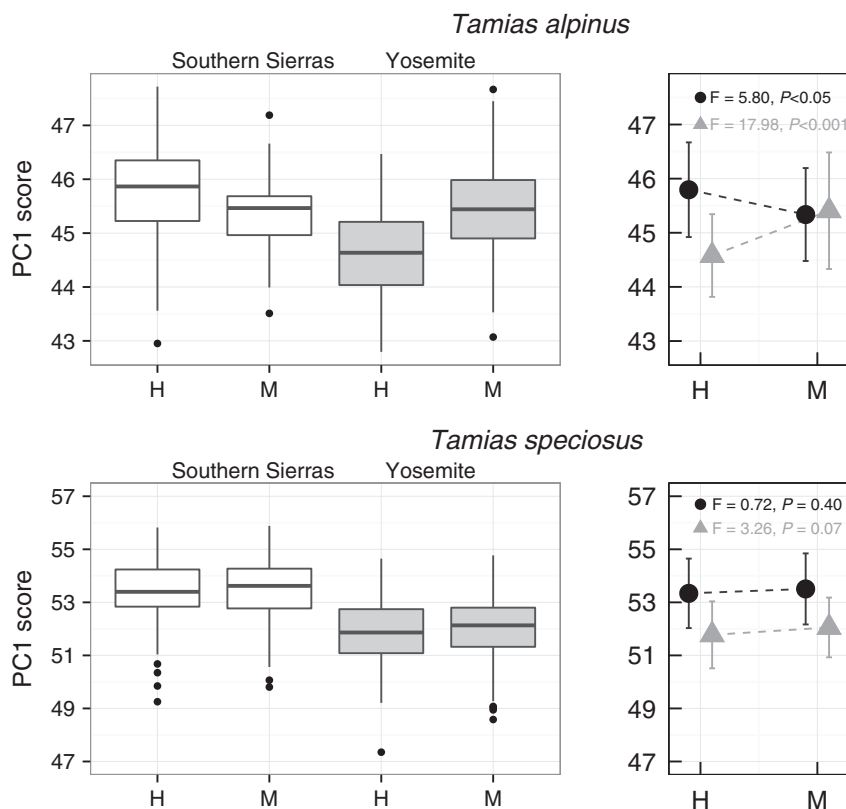 Tamias alpinus
Southern Sierras Yosemite
PC1 score
47
46
45
44
43
H M H M
F = 5.80, P<0.05
F = 17.98, P<0.001
47
46
45
44
43
H M
Tamias speciosus
Southern Sierras Yosemite
PC1 score
57
55
53
51
49
47
H M H M
F = 0.72, P = 0.40
F = 3.26, P = 0.07
57
55
53
51
49
47
H M